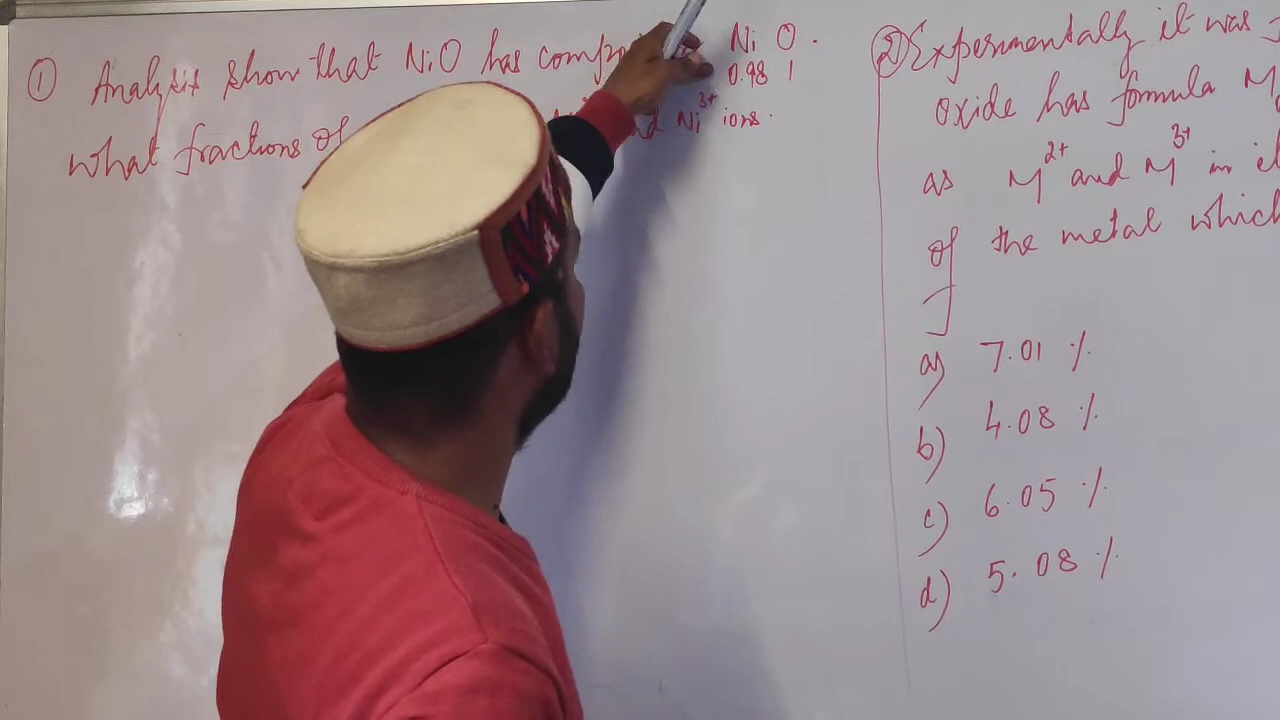 ① Analysis show that NiO has Ni O.
0.98 1
What fractions of and Ni3+ ions.
② Experimentally it was
oxide has formula M
as M2+ and M3+ in
of the metal which
a) 7.01 %
b) 4.08 %
c) 6.05 %
d) 5.08 %